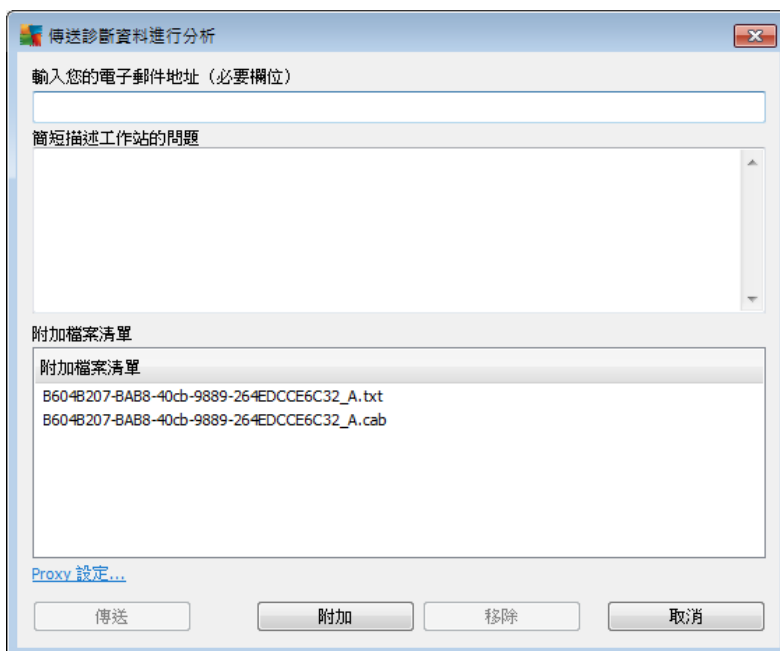 傳送診斷資料進行分析
輸入您的電子郵件地址（必要欄位）
簡短描述工作站的問題
附加檔案清單
附加檔案清單
B604B207-BAB8-40cb-9889-264EDCCE6C32_A.txt
B604B207-BAB8-40cb-9889-264EDCCE6C32_A.cab
Proxy 設定...
傳送 附加 移除 取消